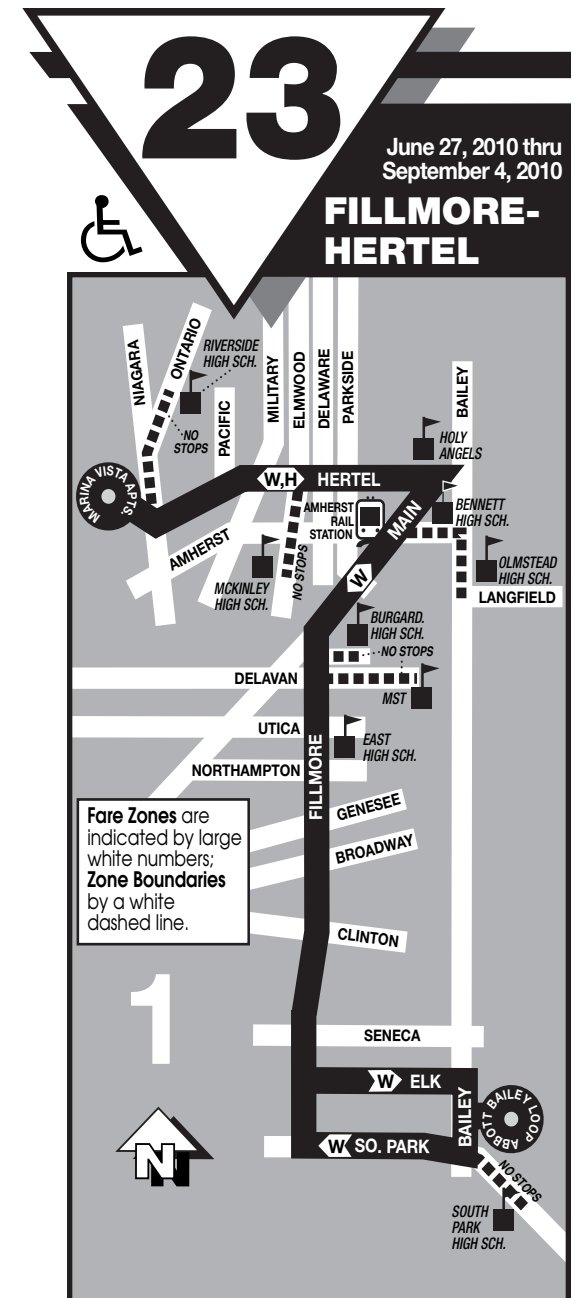 23
June 27, 2010 thru
September 4, 2010
FILLMORE-
HERTEL
NIAGARA
ONTARIO
RIVERSIDE
HIGH SCH.
NO
STOPS
PACIFIC
MILITARY
ELMWOOD
DELAWARE
PARKSIDE
BAILEY
HOLY
ANGELS
MARINA VISTA APTS.
W,H
HERTEL
AMHERST
RAIL
STATION
MAIN
BENNETT
HIGH SCH.
AMHERST
MCKINLEY
HIGH SCH.
NO STOPS
W
OLMSTEAD
HIGH SCH.
LANGFIELD
BURGARD.
HIGH SCH.
NO STOPS
DELAVAN
MST
UTICA
EAST
HIGH SCH.
NORTHAMPTON
FILLMORE
GENESEE
BROADWAY
CLINTON
Fare Zones are
indicated by large
white numbers;
Zone Boundaries
by a white
dashed line.
1
SENECA
W ELK
BAILEY
ABBOTT BAILEY LOOP
W SO. PARK
N
NO STOPS
SOUTH
PARK
HIGH SCH.